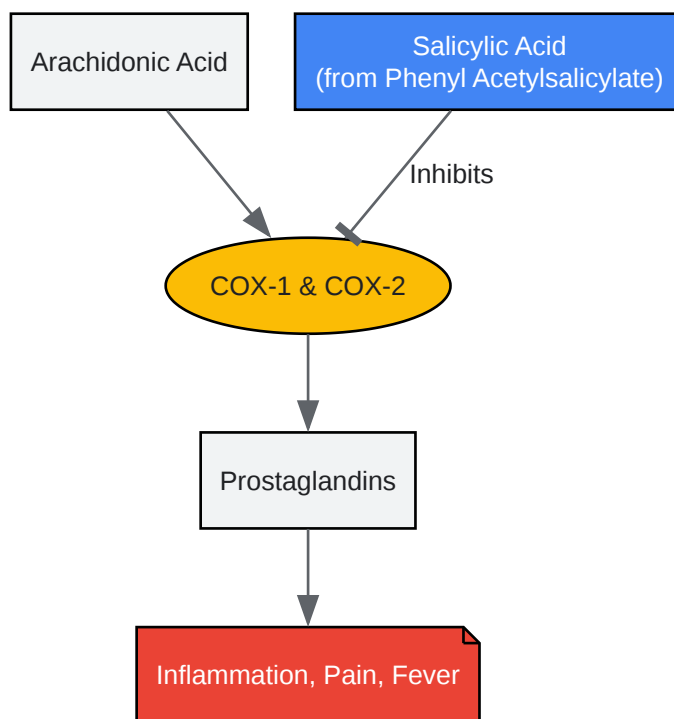 Arachidonic Acid
Salicylic Acid
(from Phenyl Acetylsalicylate)
Inhibits
COX-1 & COX-2
Prostaglandins
Inflammation, Pain, Fever